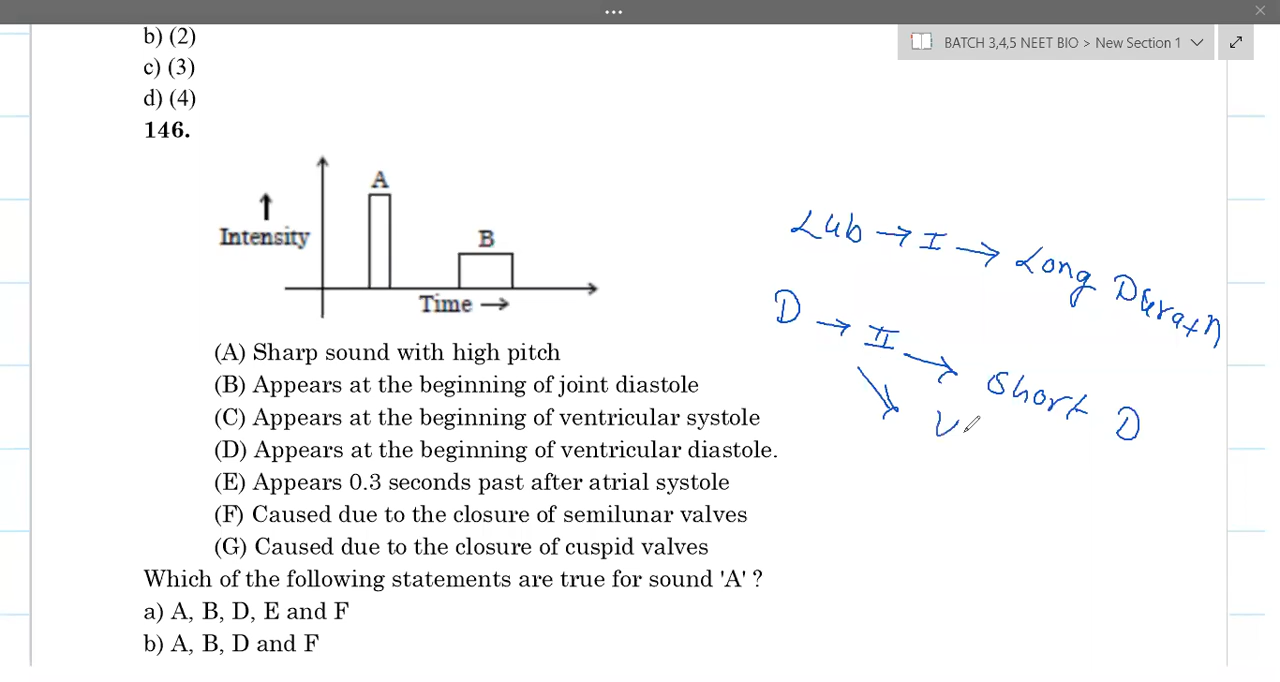 ...
BATCH 3,4,5 NEET BIO > New Section 1
b) (2)
c) (3)
d) (4)
146.
A
↑
Intensity
B
Time →
Lub → I → Long Duratn
D → II → Short D
V
(A) Sharp sound with high pitch
(B) Appears at the beginning of joint diastole
(C) Appears at the beginning of ventricular systole
(D) Appears at the beginning of ventricular diastole.
(E) Appears 0.3 seconds past after atrial systole
(F) Caused due to the closure of semilunar valves
(G) Caused due to the closure of cuspid valves
Which of the following statements are true for sound 'A' ?
a) A, B, D, E and F
b) A, B, D and F